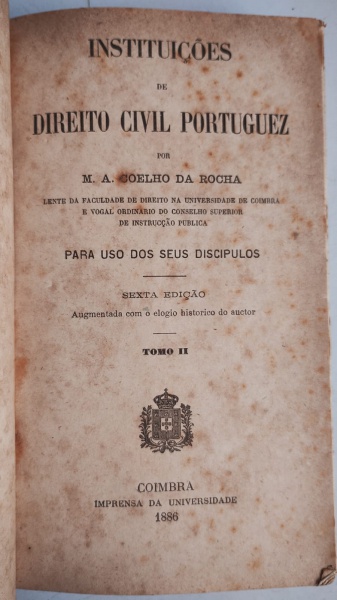 INSTITUIÇÕES
DE
DIREITO CIVIL PORTUGUEZ
POR
M. A. COELHO DA ROCHA
LENTE DA FACULDADE DE DIREITO NA UNIVERSIDADE DE COIMBRA
E VOGAL ORDINARIO DO CONSELHO SUPERIOR
DE INSTRUCÇÃO PUBLICA
PARA USO DOS SEUS DISCIPULOS
SEXTA EDIÇÃO
Augmentada com o elogio historico do auctor
TOMO II
COIMBRA
IMPRENSA DA UNIVERSIDADE
1886